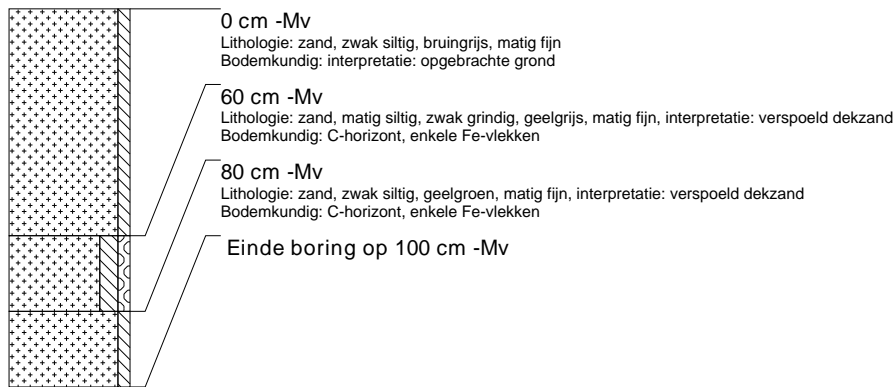 0 cm -Mv
Lithologie: zand, zwak siltig, bruingrijs, matig fijn
Bodemkundig: interpretatie: opgebrachte grond
60 cm -Mv
Lithologie: zand, matig siltig, zwak grindig, geelgrijs, matig fijn, interpretatie: verspoeld dekzand
Bodemkundig: C-horizont, enkele Fe-vlekken
80 cm -Mv
Lithologie: zand, zwak siltig, geelgroen, matig fijn, interpretatie: verspoeld dekzand
Bodemkundig: C-horizont, enkele Fe-vlekken
Einde boring op 100 cm -Mv